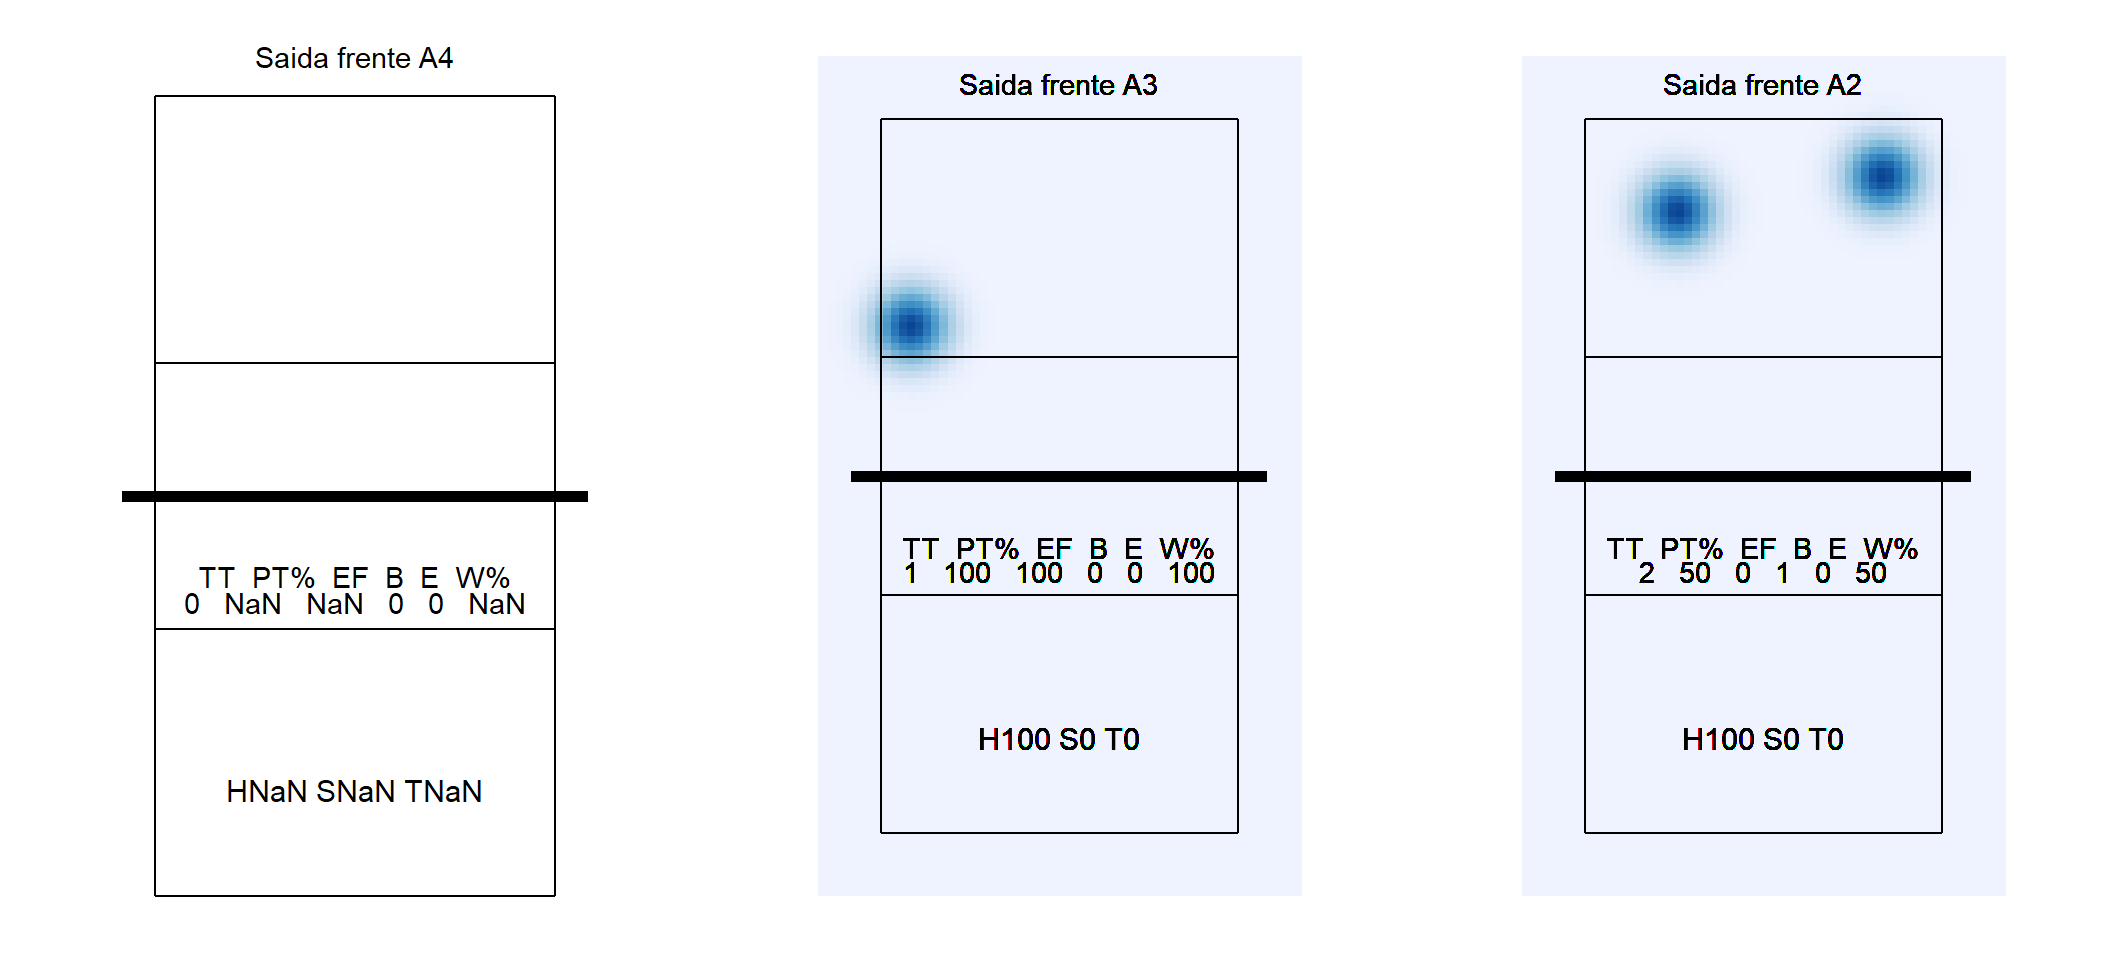 Saida frente A4
TT PT% EF B E W%
0 NaN NaN 0 0 NaN
HNaN SNaN TNaN
Saida frente A3
TT PT% EF B E W%
1 100 100 0 0 100
H100 S0 T0
Saida frente A2
TT PT% EF B E W%
2 50 0 1 0 50
H100 S0 T0